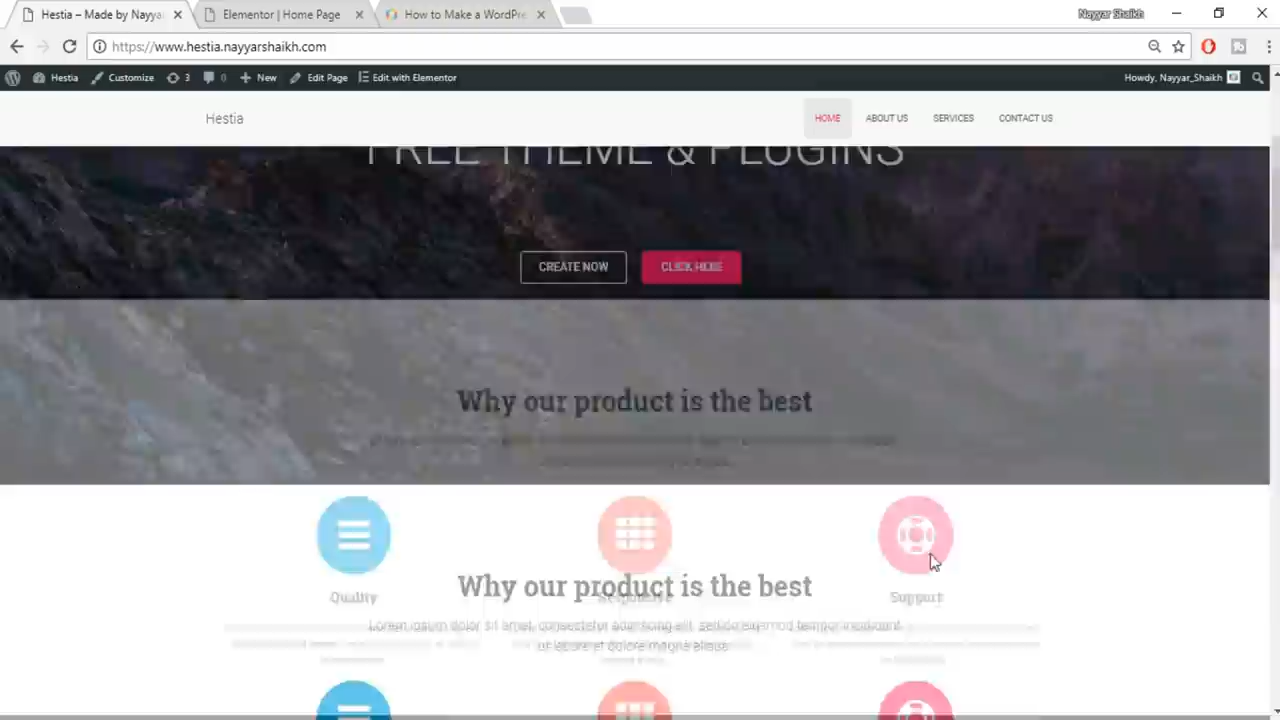 Hestia – Made by Nayya
Elementor | Home Page
How to Make a WordPre
Nayyar Shaikh
https://www.hestia.nayyarshaikh.com
Hestia
Customize
3
0
New
Edit Page
Edit with Elementor
Howdy, Nayyar_Shaikh
Hestia
HOME
ABOUT US
SERVICES
CONTACT US
FREE THEME & PLUGINS
CREATE NOW
CLICK HERE
Why our product is the best
Why our product is the best
Quality
Responsive
Support
Lorem ipsum dolor sit amet, consectetur adipiscing elit, sed do eiusmod tempor incididunt
ut labore et dolore magna aliqua.